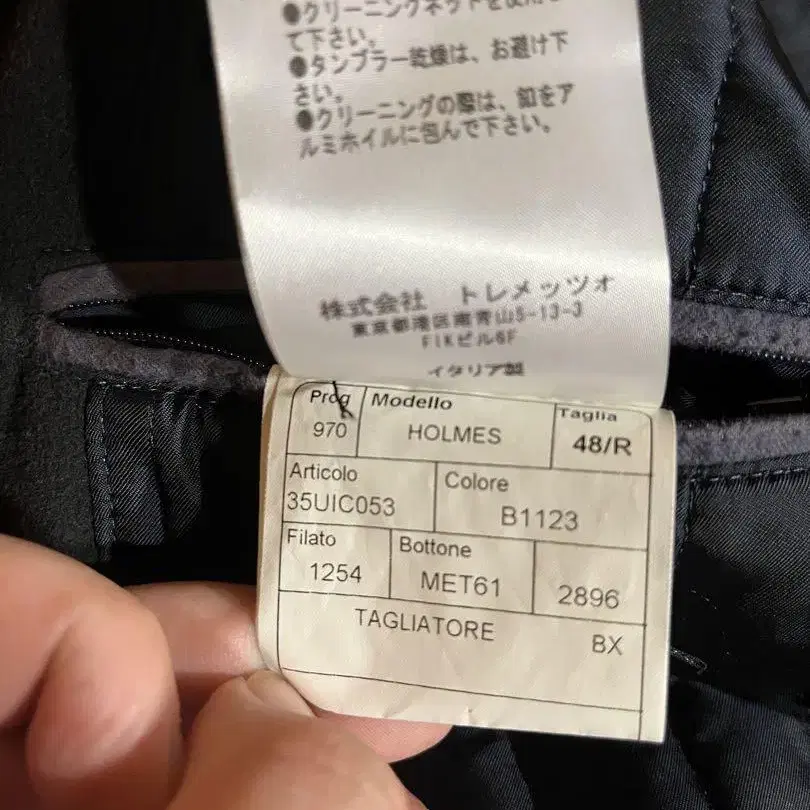 ●クリーニングネットを使用し
て下さい。
●タンブラー乾燥は、お避け下
さい。
●クリーニングの際は、釦をア
ルミホイルに包んで下さい。
株式会社 トレメッツォ
東京都港区南青山5-13-3
FIKビル6F
イタリア製
Prog Modello Taglia
970 HOLMES 48/R
Articolo Colore
35UIC053 B1123
Filato Bottone
1254 MET61 2896
TAGLIATORE BX